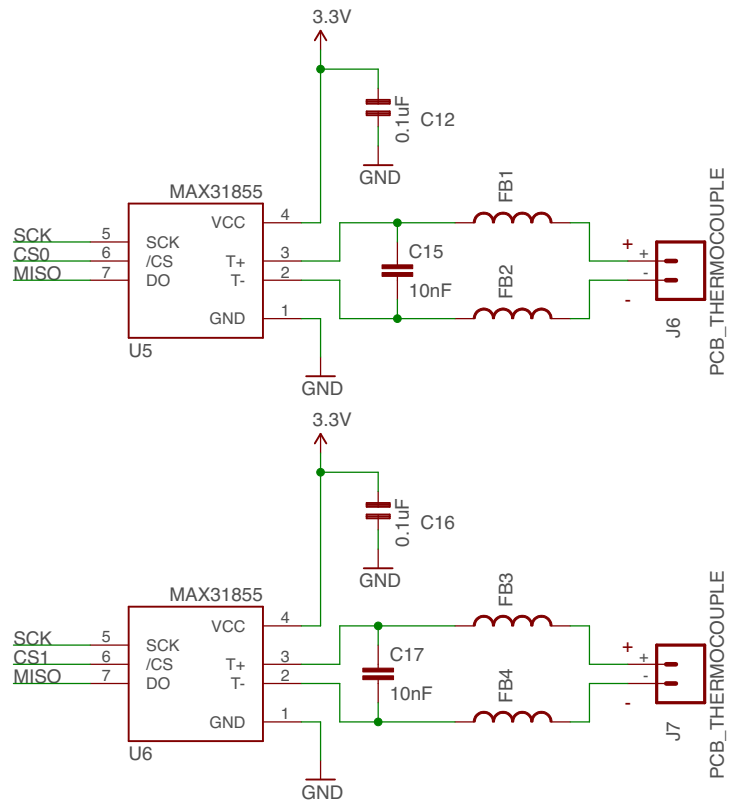 3.3V
0.1uF
C12
GND
MAX31855
VCC
4
SCK
5
SCK
CS0
6
/CS
T+
3
MISO
7
DO
T-
2
GND
1
U5
GND
C15
10nF
FB1
FB2
+
+
-
-
J6
PCB_THERMOCOUPLE
3.3V
0.1uF
C16
GND
MAX31855
VCC
4
SCK
5
SCK
CS1
6
/CS
T+
3
MISO
7
DO
T-
2
GND
1
U6
GND
C17
10nF
FB3
FB4
+
+
-
-
J7
PCB_THERMOCOUPLE